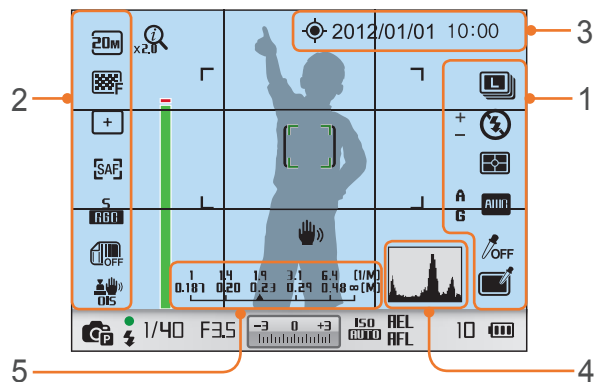 3
2012/01/01 10:00
20M
x2.0
i
L
2
1
F
+
+
−
SAF
S
RGB
A
G
AWB
OFF
OFF
OIS
1 1.4 1.9 3.1 6.4 (1/M)
0.187 0.20 0.23 0.29 0.48 ∞ (M)
P
1/40 F3.5
-3 0 +3
ISO
AUTO
AEL
AFL
10
5
4